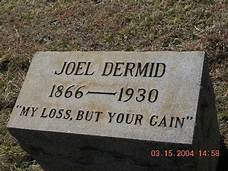 JOEL DERMID
1866—1930
"MY LOSS, BUT YOUR GAIN"
03.15.2004 14:58